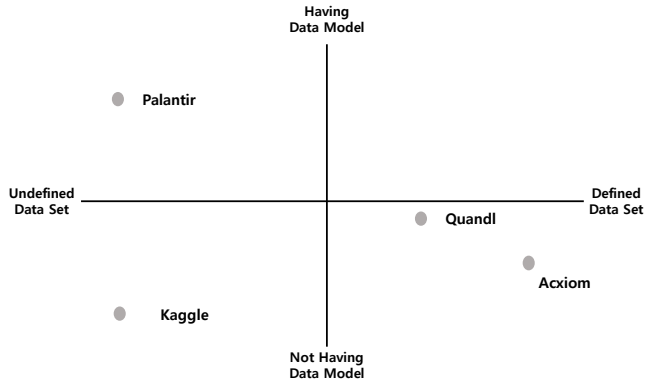 Having
Data Model
Palantir
Undefined
Data Set
Defined
Data Set
Quandl
Acxiom
Kaggle
Not Having
Data Model